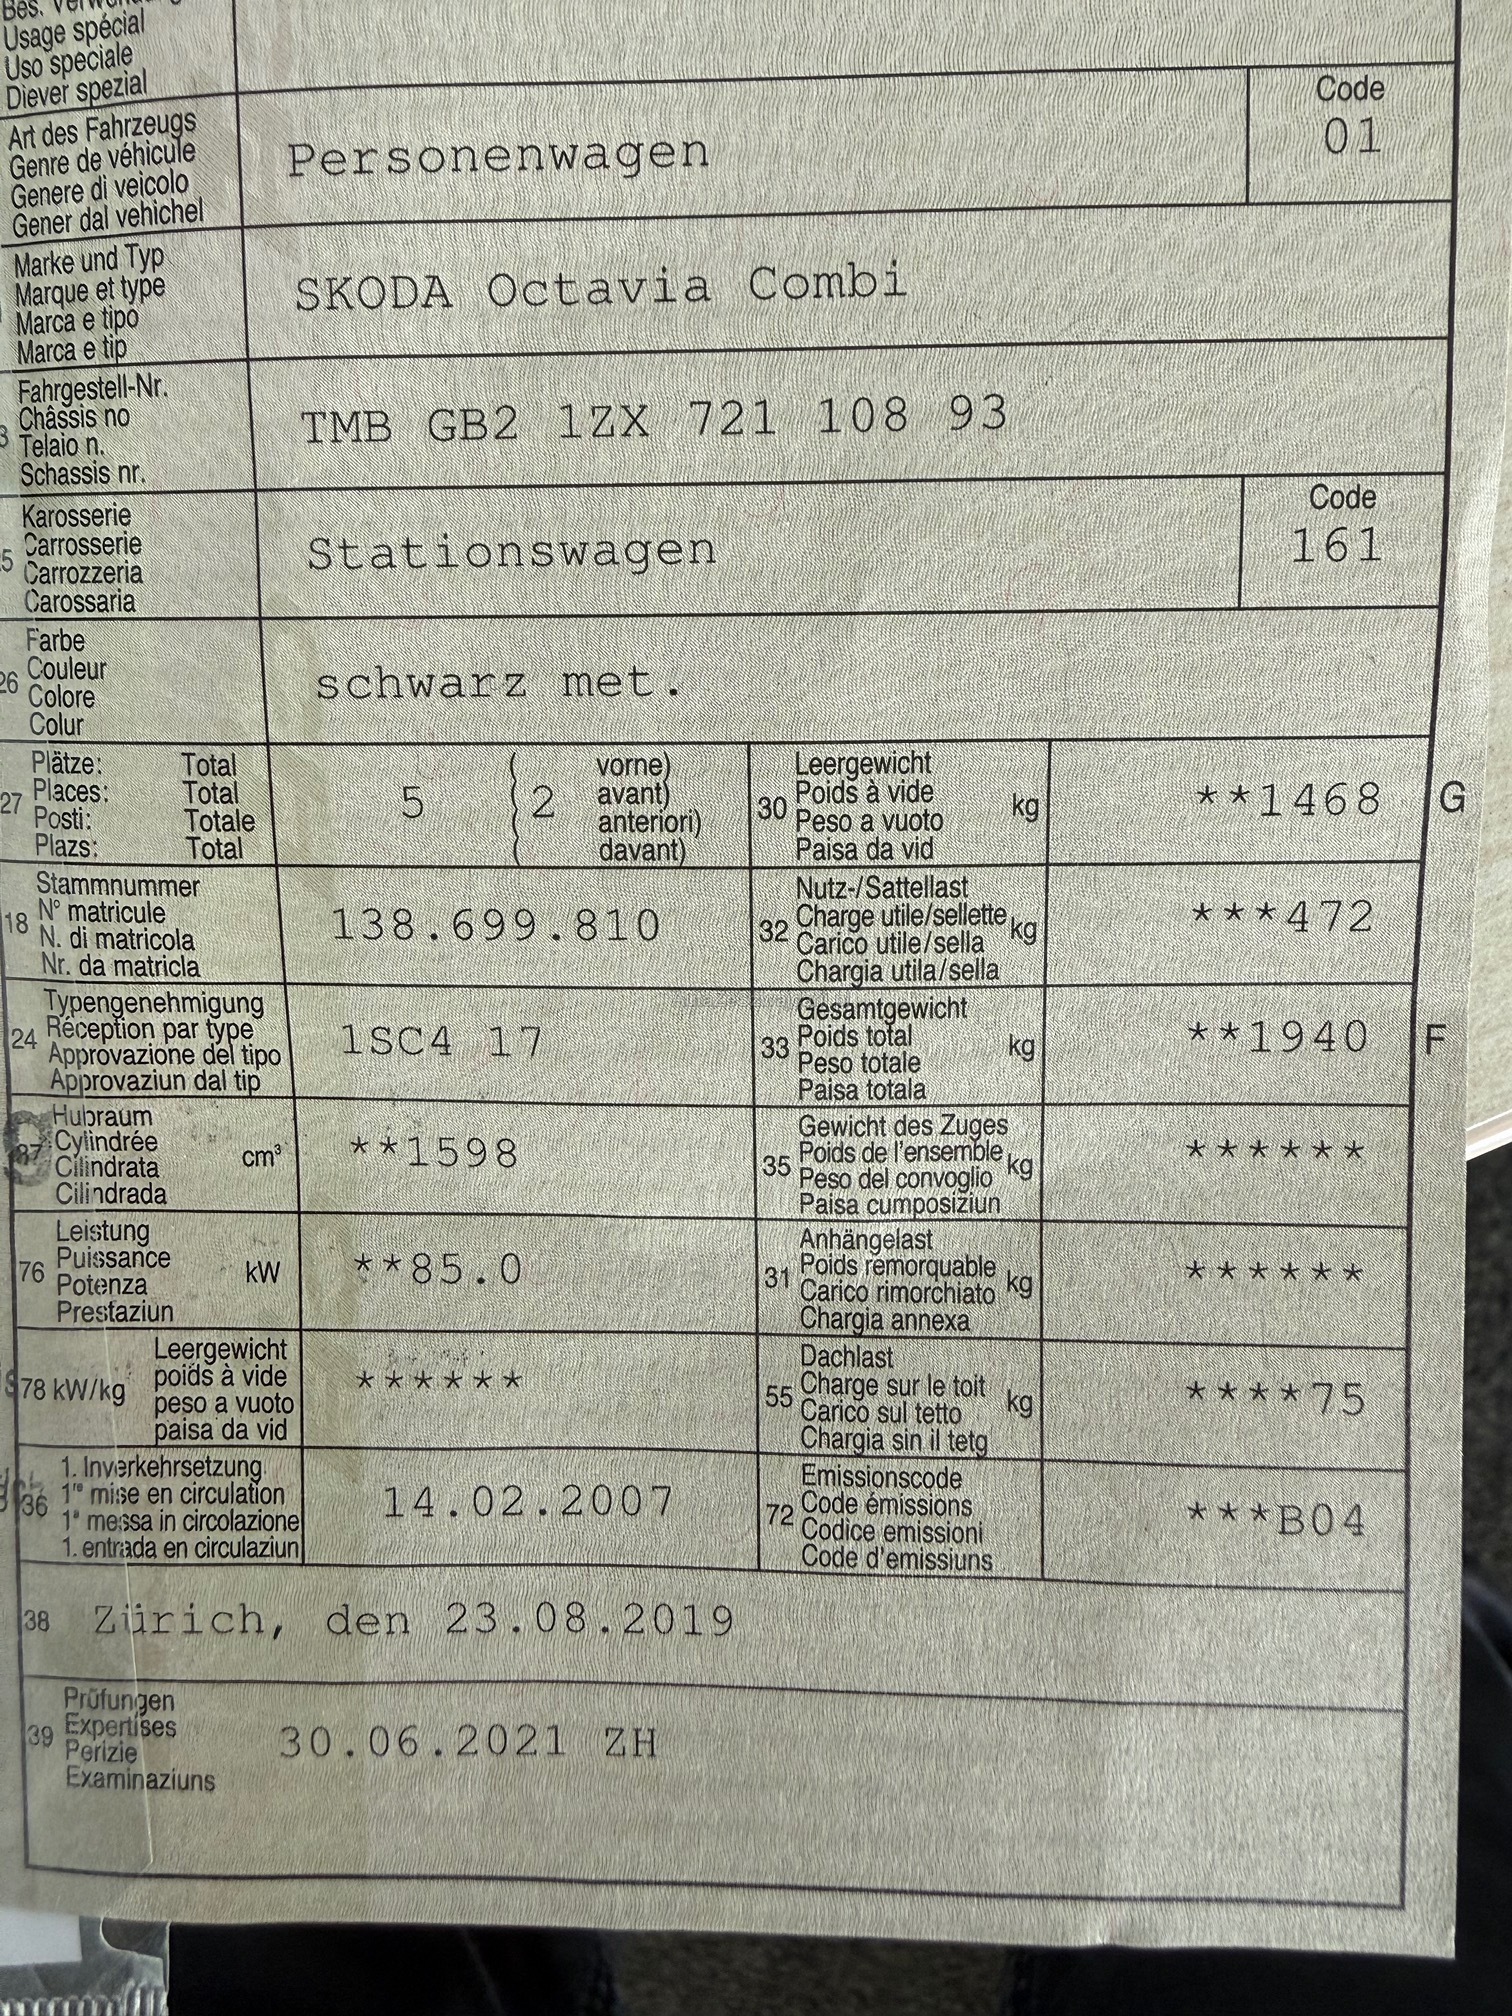 Usage spécial
Uso speciale
Diever spezial
Art des Fahrzeugs
Genre de véhicule
Genere di veicolo
Gener dal vehichel
Personenwagen
Code
01
Marke und Typ
Marque et type
Marca e tipo
Marca e tip
SKODA Octavia Combi
Fahrgestell-Nr.
Châssis no
Telaio n.
Schassis nr.
TMB GB2 1ZX 721 108 93
Karosserie
Carrosserie
Carrozzeria
Carossaria
Stationswagen
Code
161
26
Farbe
Couleur
Colore
Colur
schwarz met.
27
Plätze: Total
Places: Total
Posti: Totale
Plazs: Total
5 (2
vorne)
avant)
anteriori)
davant)
30
Leergewicht
Poids à vide
Peso a vuoto
Paisa da vid
kg
**1468
G
18
Stammnummer
N° matricule
N. di matricola
Nr. da matricla
138.699.810
32
Nutz-/Sattellast
Charge utile/sellette
Carico utile/sella
Chargia utila/sella
kg
***472
24
Typengenehmigung
Réception par type
Approvazione del tipo
Approvaziun dal tip
1SC4 17
33
Gesamtgewicht
Poids total
Peso totale
Paisa totala
kg
**1940
F
37
Hubraum
Cylindrée
Cilindrata
Cilindrada
cm³
**1598
35
Gewicht des Zuges
Poids de l'ensemble
Peso del convoglio
Paisa cumposiziun
kg
******
76
Leistung
Puissance
Potenza
Prestaziun
kW
**85.0
31
Anhängelast
Poids remorquable
Carico rimorchiato
Chargia annexa
kg
******
78 kW/kg
Leergewicht
poids à vide
peso a vuoto
paisa da vid
******
55
Dachlast
Charge sur le toit
Carico sul tetto
Chargia sin il tetg
kg
****75
36
1. Inverkehrsetzung
1re mise en circulation
1a messa in circolazione
1. entrada en circulaziun
14.02.2007
72
Emissionscode
Code émissions
Codice emissioni
Code d'emissiuns
***B04
38 Zürich, den 23.08.2019
39
Prüfungen
Expertises
Perizie
Examinaziuns
30.06.2021 ZH